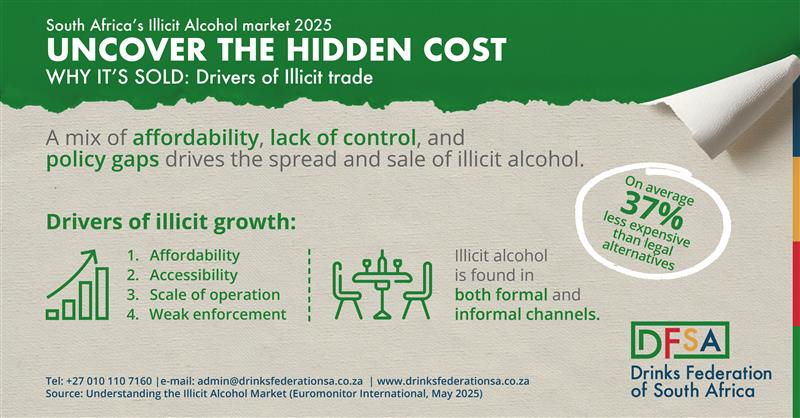 South Africa's Illicit Alcohol market 2025
UNCOVER THE HIDDEN COST
WHY IT'S SOLD: Drivers of Illicit trade
A mix of affordability, lack of control, and
policy gaps drives the spread and sale of illicit alcohol.
On average
37%
less expensive
than legal
alternatives
Drivers of illicit growth:
1. Affordability
2. Accessibility
3. Scale of operation
4. Weak enforcement
Illicit alcohol
is found in
both formal and
informal channels.
DFSA
Drinks Federation
of South Africa
Tel: +27 010 110 7160 |e-mail: admin@drinksfederationsa.co.za | www.drinksfederationsa.co.za
Source: Understanding the Illicit Alcohol Market (Euromonitor International, May 2025)